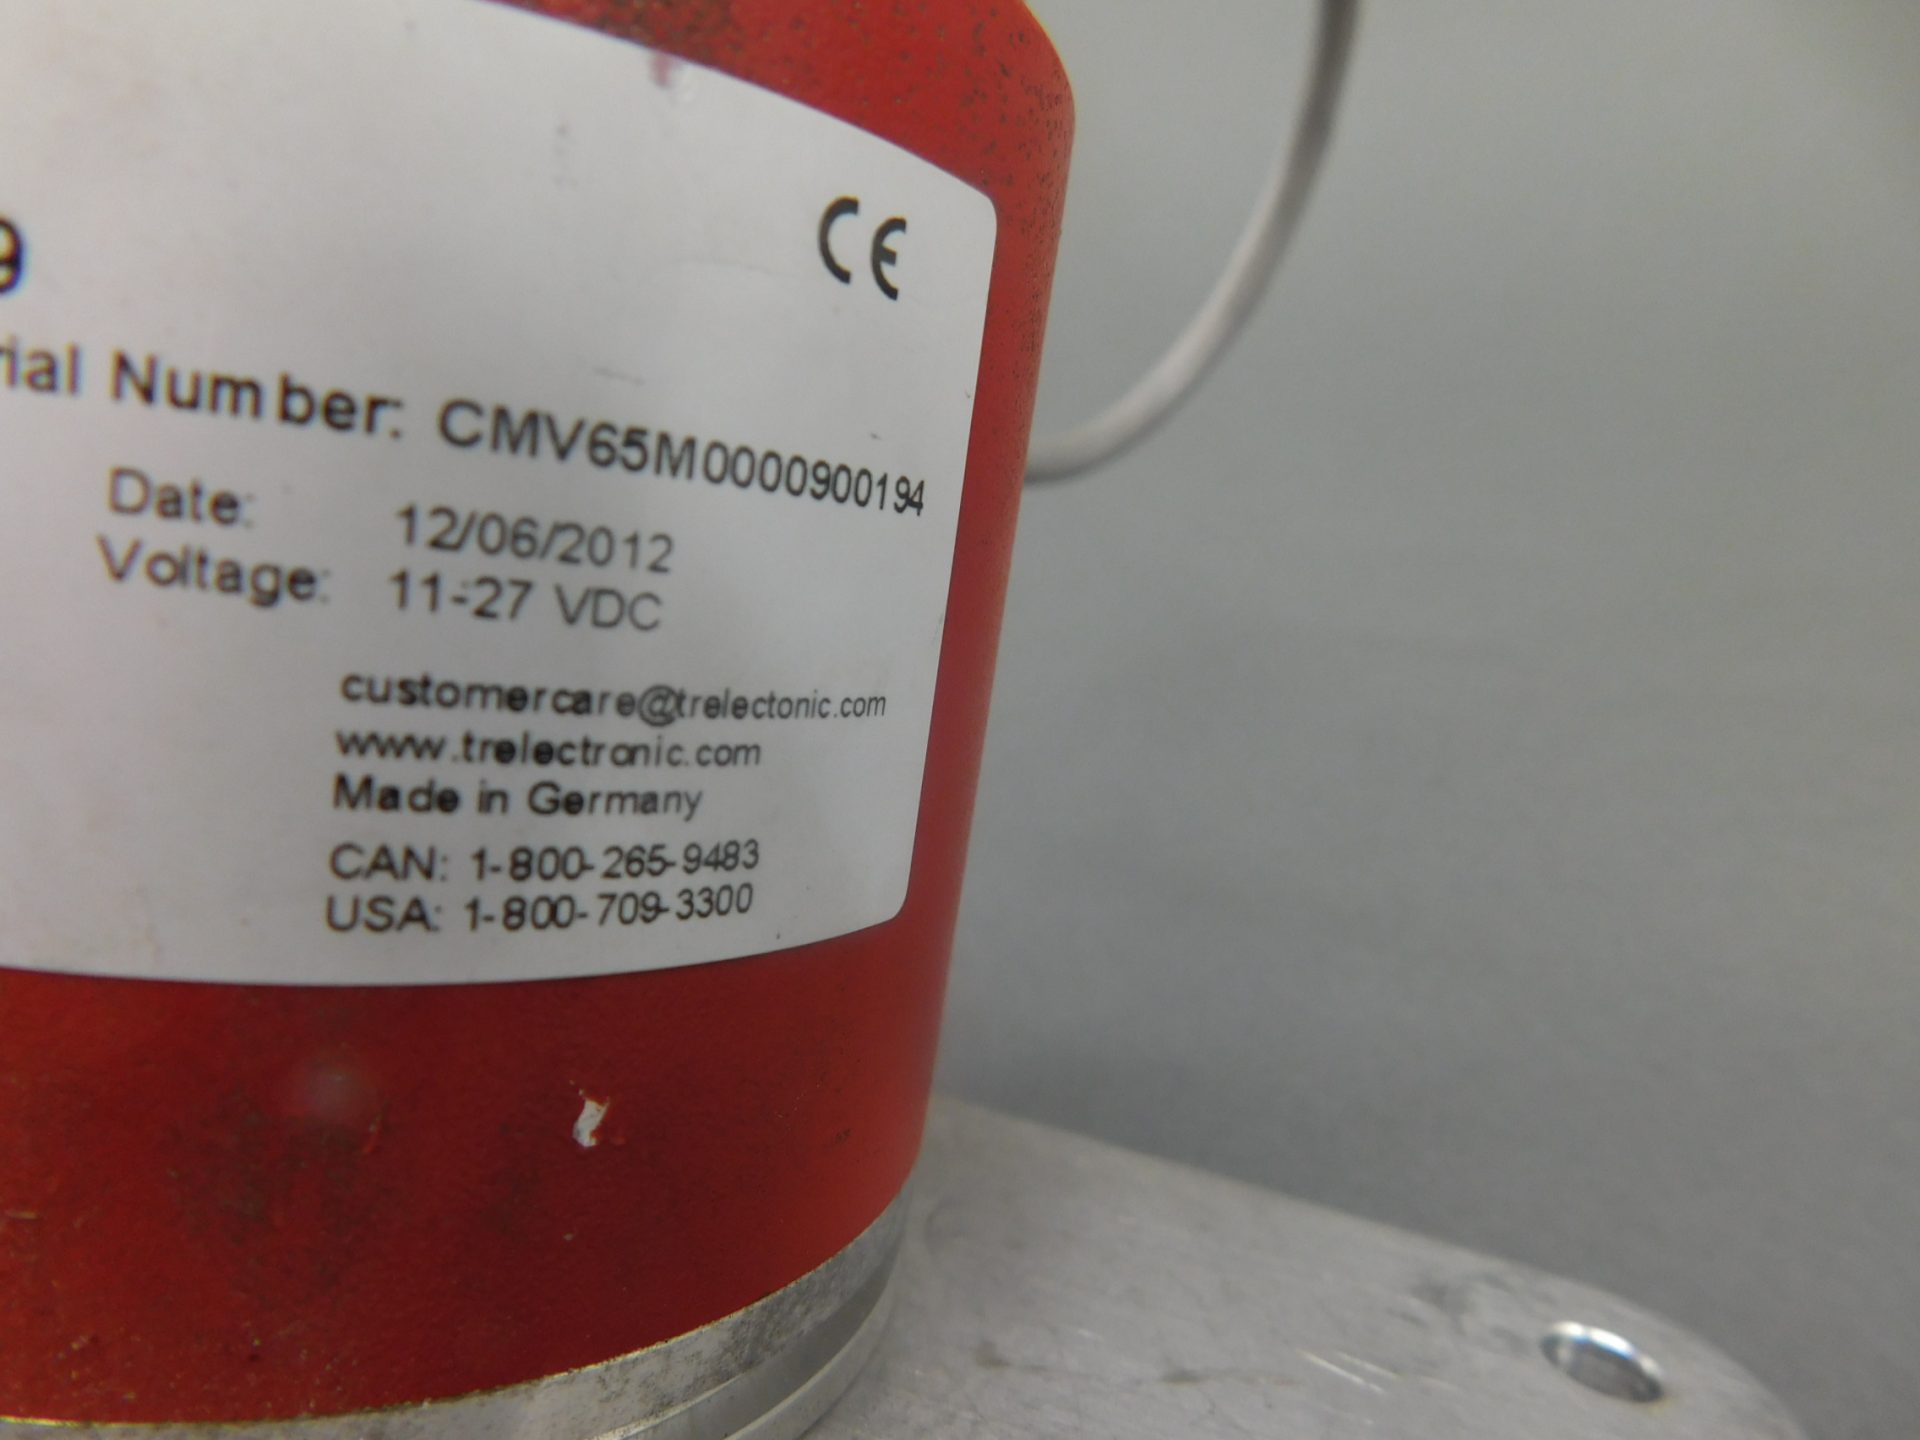 CE
9
rial Number: CMV65M0000900194
Date: 12/06/2012
Voltage: 11-27 VDC
customercare@trelectonic.com
www.trelectronic.com
Made in Germany
CAN: 1-800-265-9483
USA: 1-800-709-3300